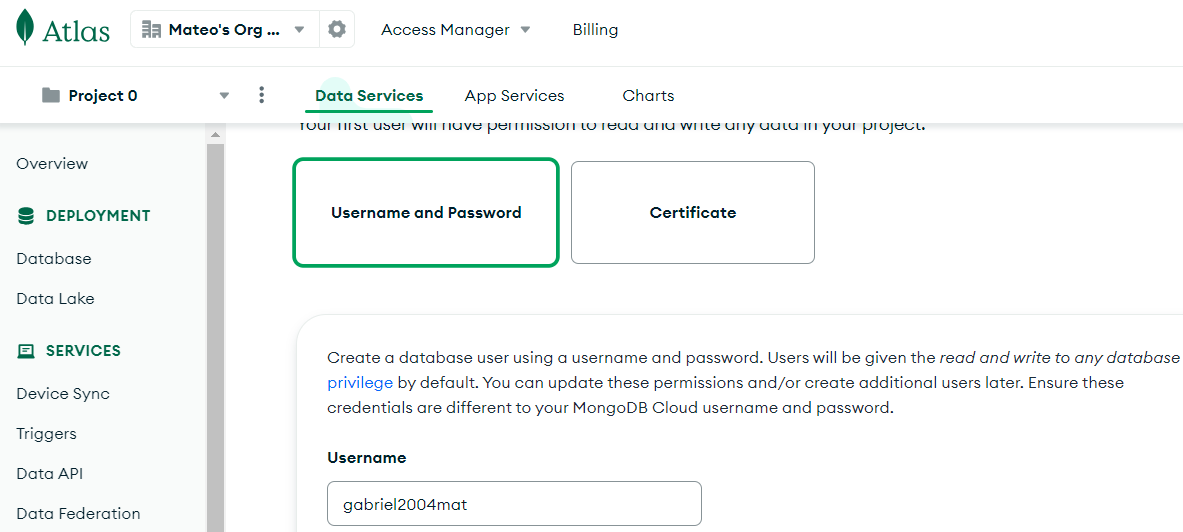 Atlas
Mateo's Org ...
Access Manager
Billing
Project 0
Data Services
App Services
Charts
Overview
DEPLOYMENT
Database
Data Lake
SERVICES
Device Sync
Triggers
Data API
Data Federation
Your first user will have permission to read and write any data in your project.
Username and Password
Certificate
Create a database user using a username and password. Users will be given the read and write to any database
privilege by default. You can update these permissions and/or create additional users later. Ensure these
credentials are different to your MongoDB Cloud username and password.
Username
gabriel2004mat